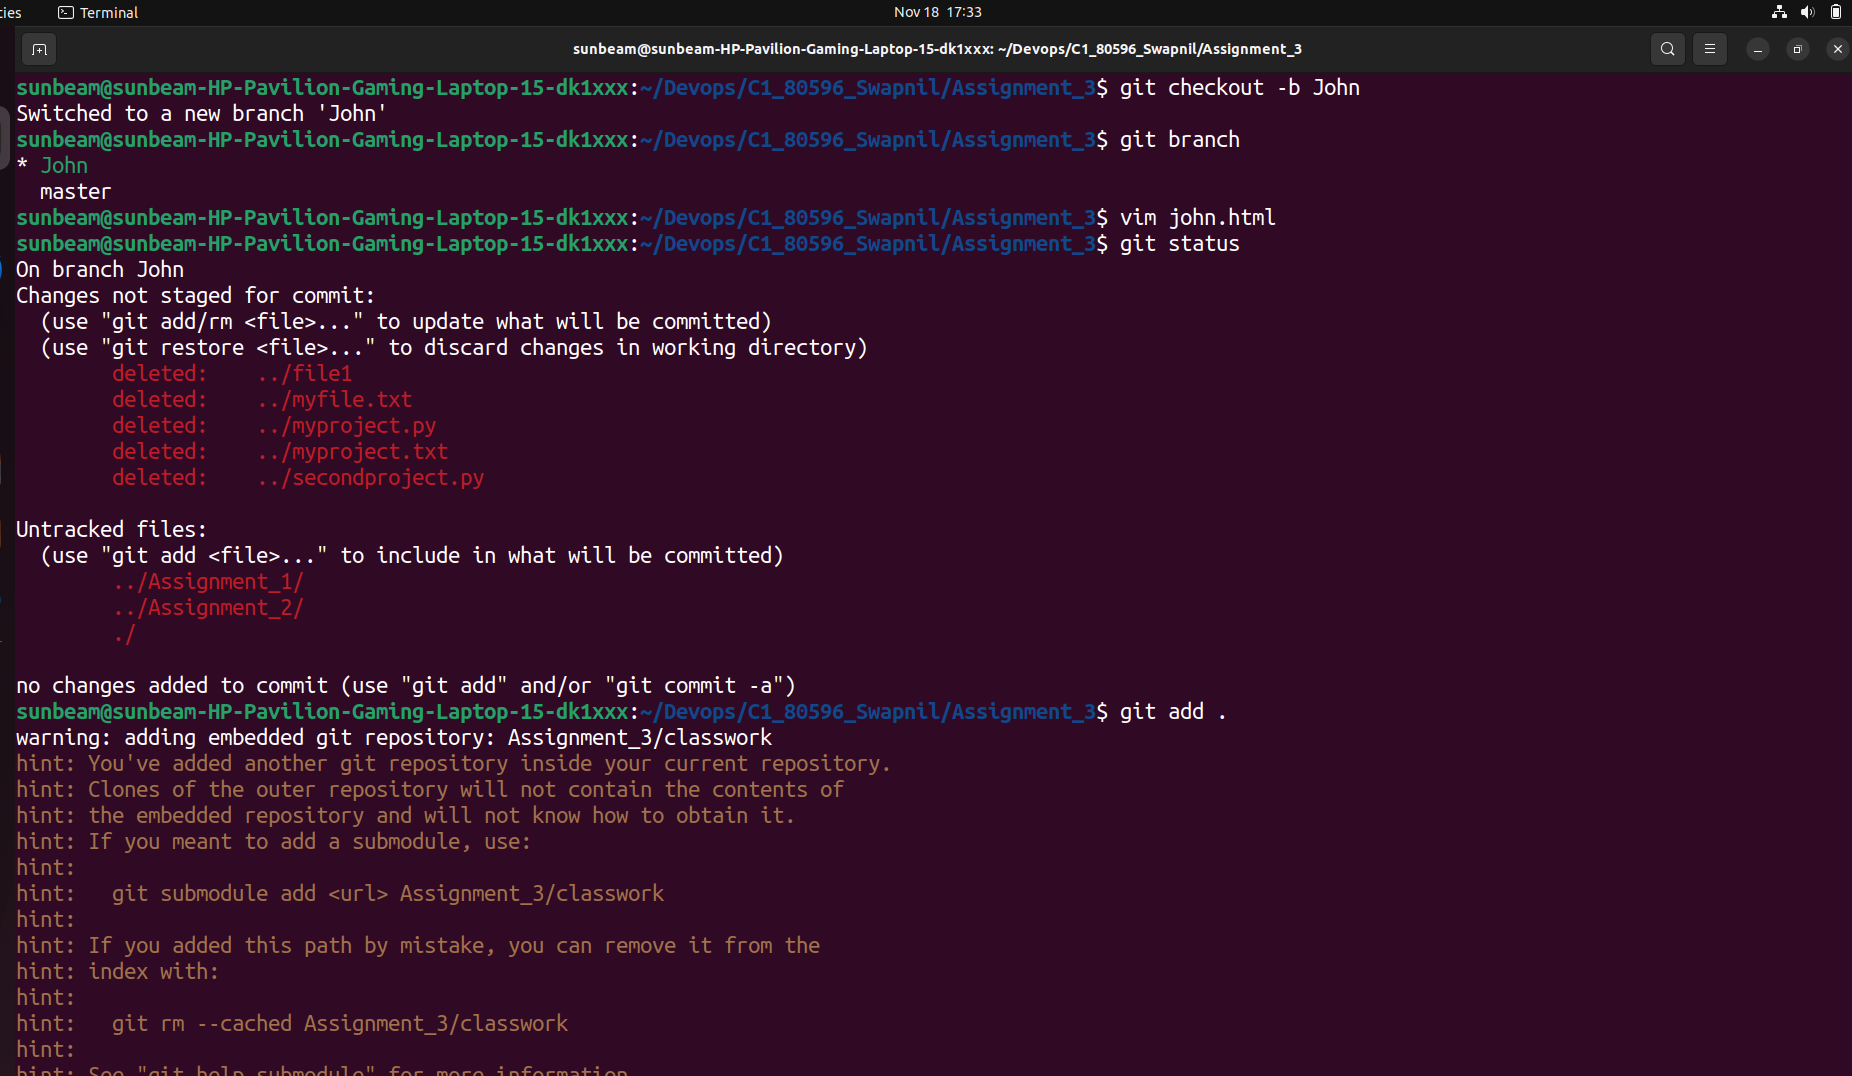 ies Terminal Nov 18 17:33
sunbeam@sunbeam-HP-Pavilion-Gaming-Laptop-15-dk1xxx: ~/Devops/C1_80596_Swapnil/Assignment_3
sunbeam@sunbeam-HP-Pavilion-Gaming-Laptop-15-dk1xxx:~/Devops/C1_80596_Swapnil/Assignment_3$ git checkout -b John
Switched to a new branch 'John'
sunbeam@sunbeam-HP-Pavilion-Gaming-Laptop-15-dk1xxx:~/Devops/C1_80596_Swapnil/Assignment_3$ git branch
* John
  master
sunbeam@sunbeam-HP-Pavilion-Gaming-Laptop-15-dk1xxx:~/Devops/C1_80596_Swapnil/Assignment_3$ vim john.html
sunbeam@sunbeam-HP-Pavilion-Gaming-Laptop-15-dk1xxx:~/Devops/C1_80596_Swapnil/Assignment_3$ git status
On branch John
Changes not staged for commit:
  (use "git add/rm <file>..." to update what will be committed)
  (use "git restore <file>..." to discard changes in working directory)
        deleted:    ../file1
        deleted:    ../myfile.txt
        deleted:    ../myproject.py
        deleted:    ../myproject.txt
        deleted:    ../secondproject.py
Untracked files:
  (use "git add <file>..." to include in what will be committed)
        ../Assignment_1/
        ../Assignment_2/
        ./
no changes added to commit (use "git add" and/or "git commit -a")
sunbeam@sunbeam-HP-Pavilion-Gaming-Laptop-15-dk1xxx:~/Devops/C1_80596_Swapnil/Assignment_3$ git add .
warning: adding embedded git repository: Assignment_3/classwork
hint: You've added another git repository inside your current repository.
hint: Clones of the outer repository will not contain the contents of
hint: the embedded repository and will not know how to obtain it.
hint: If you meant to add a submodule, use:
hint:
hint:   git submodule add <url> Assignment_3/classwork
hint:
hint: If you added this path by mistake, you can remove it from the
hint: index with:
hint:
hint:   git rm --cached Assignment_3/classwork
hint:
hint: See "git help submodule" for more information